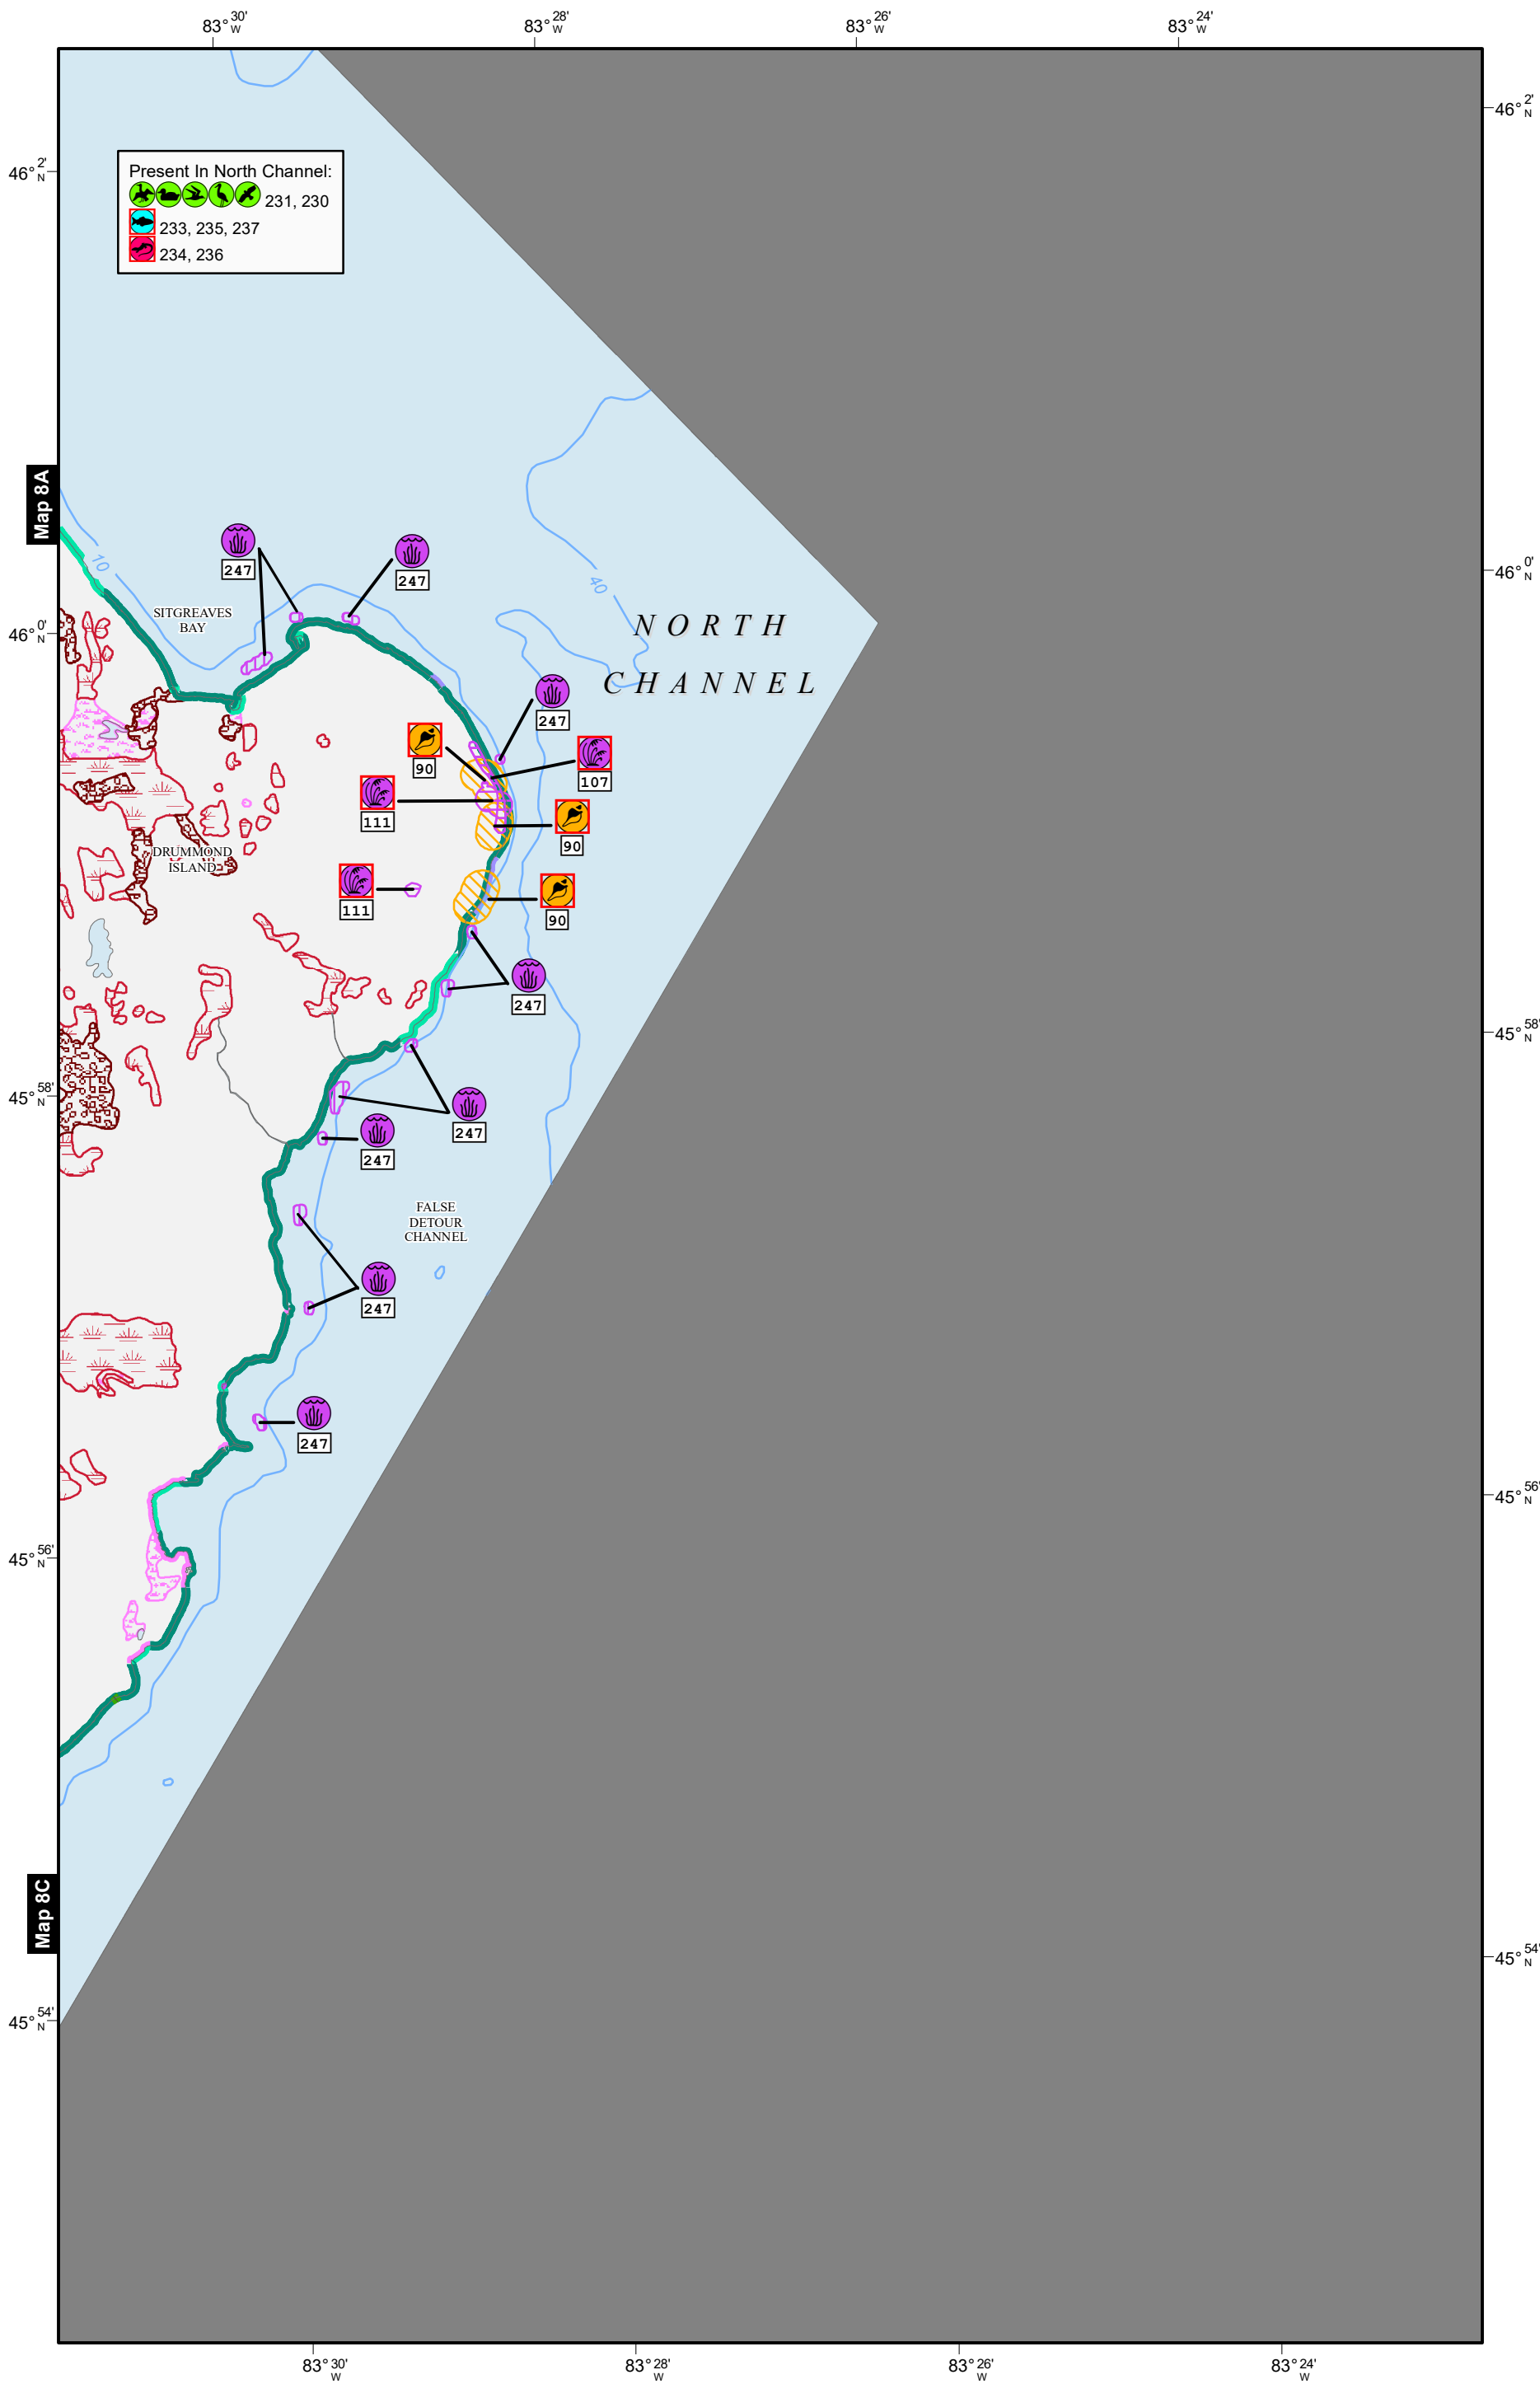 83° 30' W
83° 28' W
83° 26' W
83° 24' W
46° 2' N
46° 2' N
Present In North Channel:
231, 230
233, 235, 237
234, 236
Map 8A
10
40
247
247
46° 0' N
46° 0' N
SITGREAVES
BAY
NORTH
CHANNEL
247
90
107
111
90
DRUMMOND
ISLAND
111
90
247
45° 58' N
45° 58' N
247
247
FALSE
DETOUR
CHANNEL
247
247
45° 56' N
45° 56' N
Map 8C
45° 54' N
45° 54' N
83° 30' W
83° 28' W
83° 26' W
83° 24' W